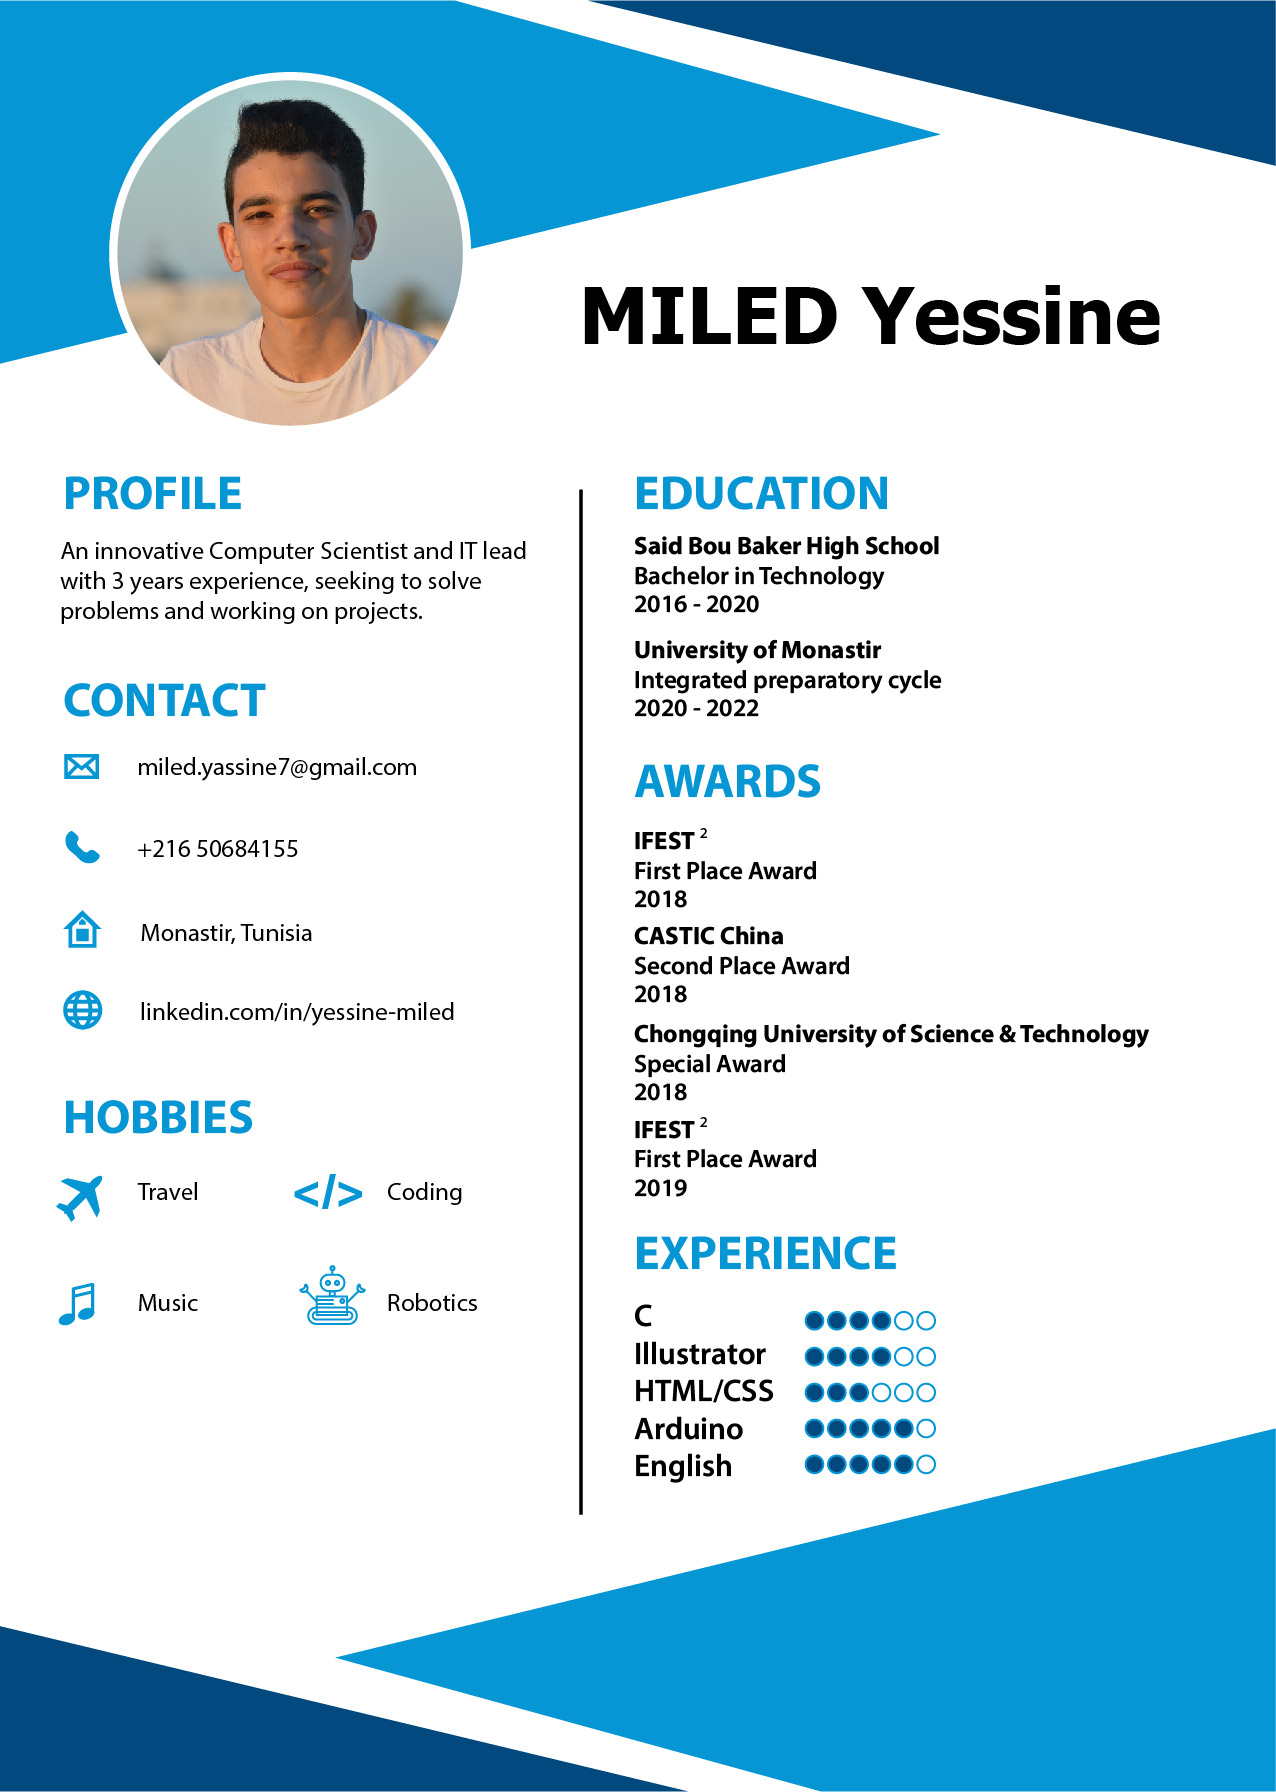 MILED Yessine
PROFILE
An innovative Computer Scientist and IT lead
with 3 years experience, seeking to solve
problems and working on projects.
CONTACT
miled.yassine7@gmail.com
+216 50684155
Monastir, Tunisia
linkedin.com/in/yessine-miled
HOBBIES
Travel
</> Coding
Music
Robotics
EDUCATION
Said Bou Baker High School
Bachelor in Technology
2016 - 2020
University of Monastir
Integrated preparatory cycle
2020 - 2022
AWARDS
IFEST ²
First Place Award
2018
CASTIC China
Second Place Award
2018
Chongqing University of Science & Technology
Special Award
2018
IFEST ²
First Place Award
2019
EXPERIENCE
C
Illustrator
HTML/CSS
Arduino
English